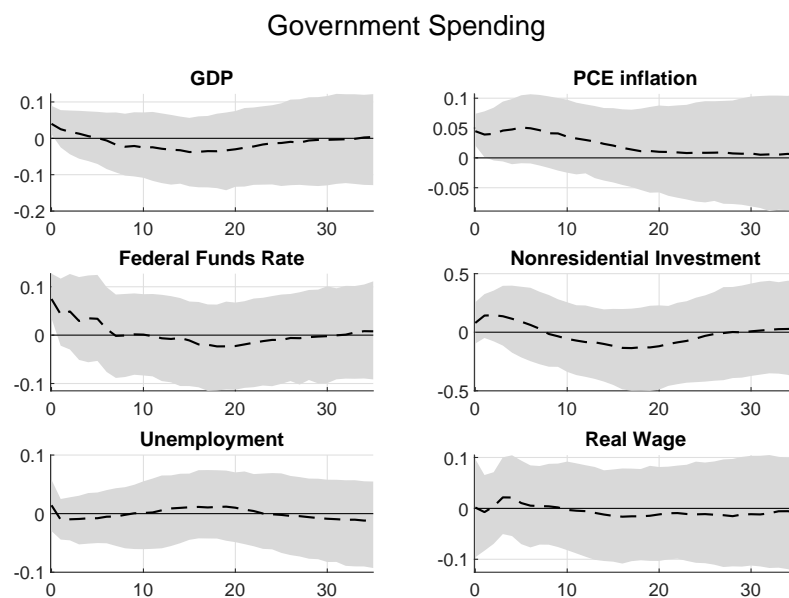 Government Spending
GDP
0.1
0
-0.1
-0.2
0 10 20 30
PCE inflation
0.1
0.05
0
-0.05
0 10 20 30
Federal Funds Rate
0.1
0
-0.1
0 10 20 30
Nonresidential Investment
0.5
0
-0.5
0 10 20 30
Unemployment
0.1
0
-0.1
0 10 20 30
Real Wage
0.1
0
-0.1
0 10 20 30